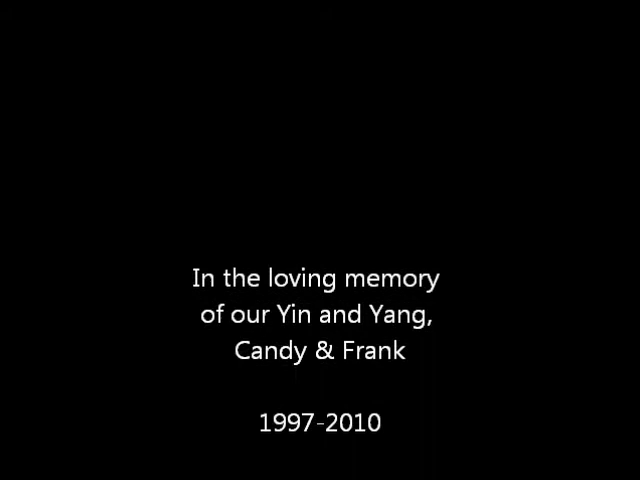 In the loving memory
of our Yin and Yang,
Candy & Frank
1997-2010